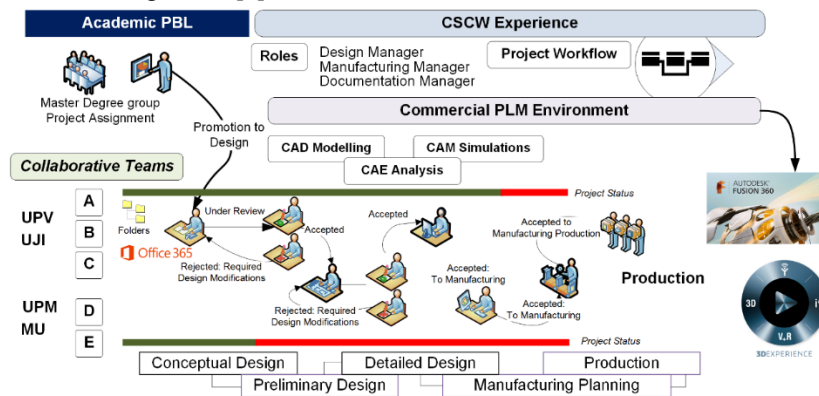 Academic PBL
CSCW Experience
Roles
Design Manager
Manufacturing Manager
Documentation Manager
Project Workflow
Master Degree group
Project Assignment
Commercial PLM Environment
Promotion to
Design
CAD Modelling
CAM Simulations
CAE Analysis
Collaborative Teams
Project Status
A
B
C
UPV
UJI
Folders
Office 365
Under Review
Accepted
Rejected: Required
Design Modifications
Accepted
Rejected: Required
Design Modifications
Accepted to
Manufacturing Production
Accepted:
To Manufacturing
Accepted:
To Manufacturing
Production
AUTODESK
FUSION 360
3D
V.R
3DEXPERIENCE
UPM
MU
D
E
Project Status
Conceptual Design
Detailed Design
Production
Preliminary Design
Manufacturing Planning